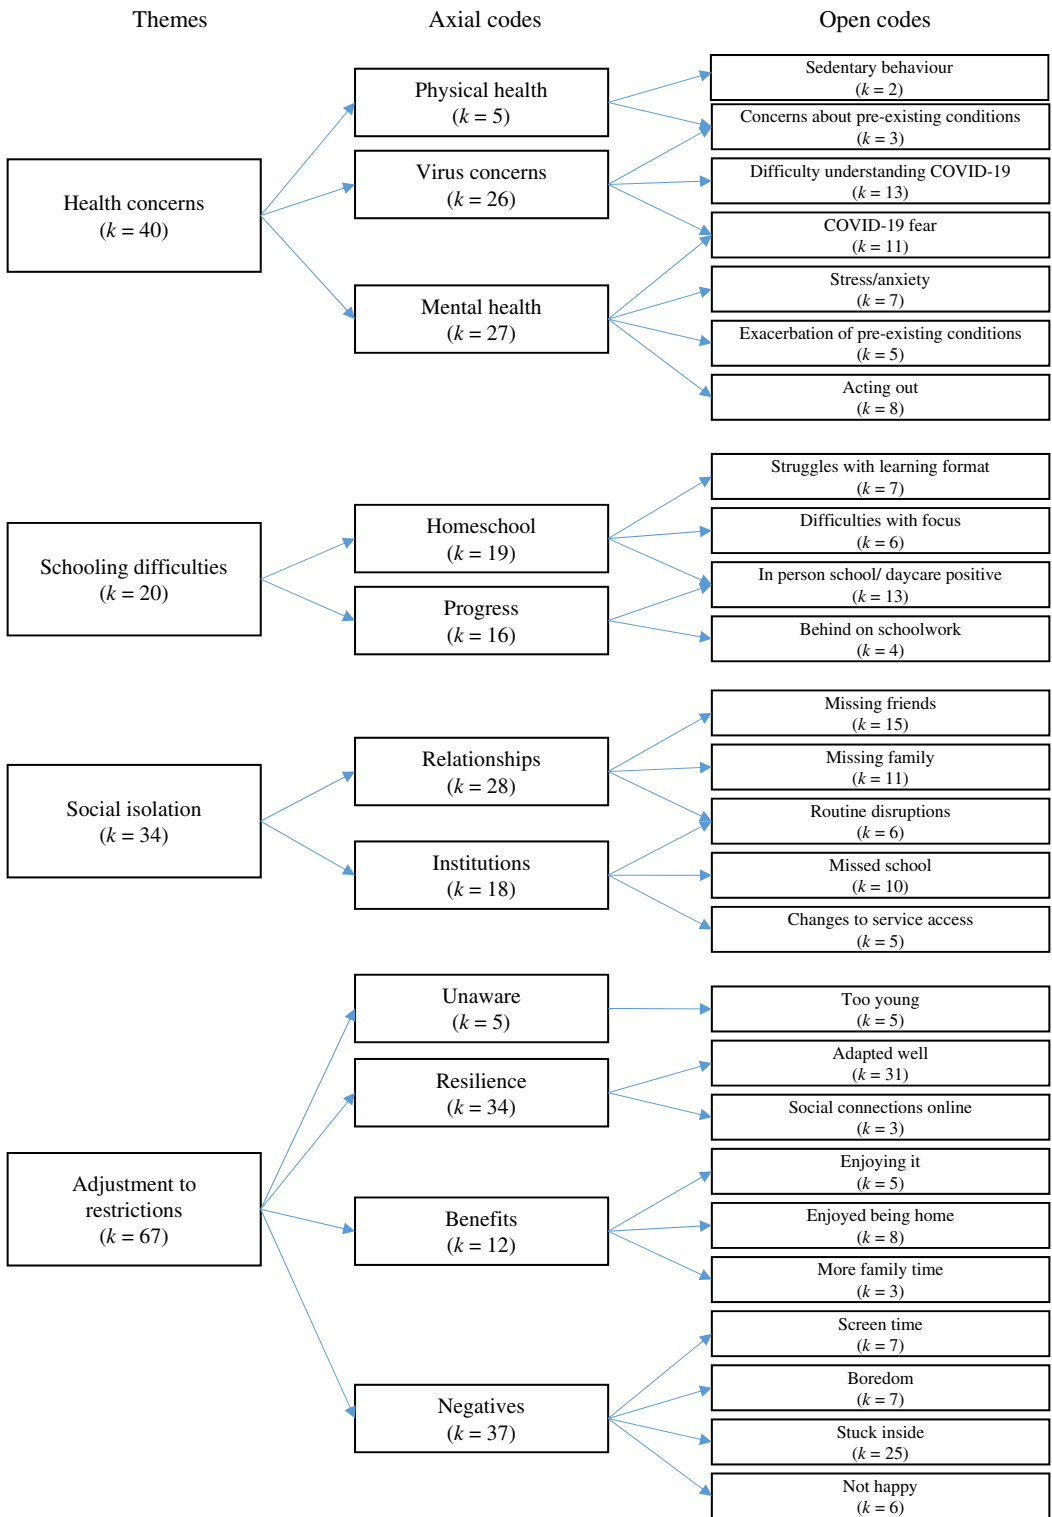 Themes
Axial codes
Open codes
Health concerns
(k = 40)
Physical health
(k = 5)
Virus concerns
(k = 26)
Mental health
(k = 27)
Sedentary behaviour
(k = 2)
Concerns about pre-existing conditions
(k = 3)
Difficulty understanding COVID-19
(k = 13)
COVID-19 fear
(k = 11)
Stress/anxiety
(k = 7)
Exacerbation of pre-existing conditions
(k = 5)
Acting out
(k = 8)
Schooling difficulties
(k = 20)
Homeschool
(k = 19)
Progress
(k = 16)
Struggles with learning format
(k = 7)
Difficulties with focus
(k = 6)
In person school/ daycare positive
(k = 13)
Behind on schoolwork
(k = 4)
Social isolation
(k = 34)
Relationships
(k = 28)
Institutions
(k = 18)
Missing friends
(k = 15)
Missing family
(k = 11)
Routine disruptions
(k = 6)
Missed school
(k = 10)
Changes to service access
(k = 5)
Adjustment to
restrictions
(k = 67)
Unaware
(k = 5)
Resilience
(k = 34)
Benefits
(k = 12)
Negatives
(k = 37)
Too young
(k = 5)
Adapted well
(k = 31)
Social connections online
(k = 3)
Enjoying it
(k = 5)
Enjoyed being home
(k = 8)
More family time
(k = 3)
Screen time
(k = 7)
Boredom
(k = 7)
Stuck inside
(k = 25)
Not happy
(k = 6)